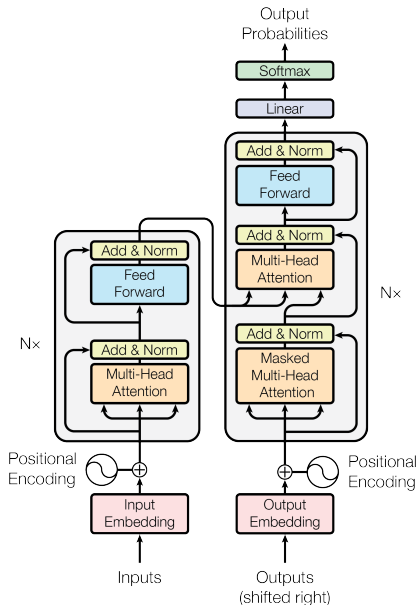 Output
Probabilities
Softmax
Linear
Add & Norm
Feed
Forward
Add & Norm
Multi-Head
Attention
Add & Norm
Masked
Multi-Head
Attention
N×
Positional
Encoding
Output
Embedding
Outputs
(shifted right)
Add & Norm
Feed
Forward
Add & Norm
Multi-Head
Attention
N×
Positional
Encoding
Input
Embedding
Inputs